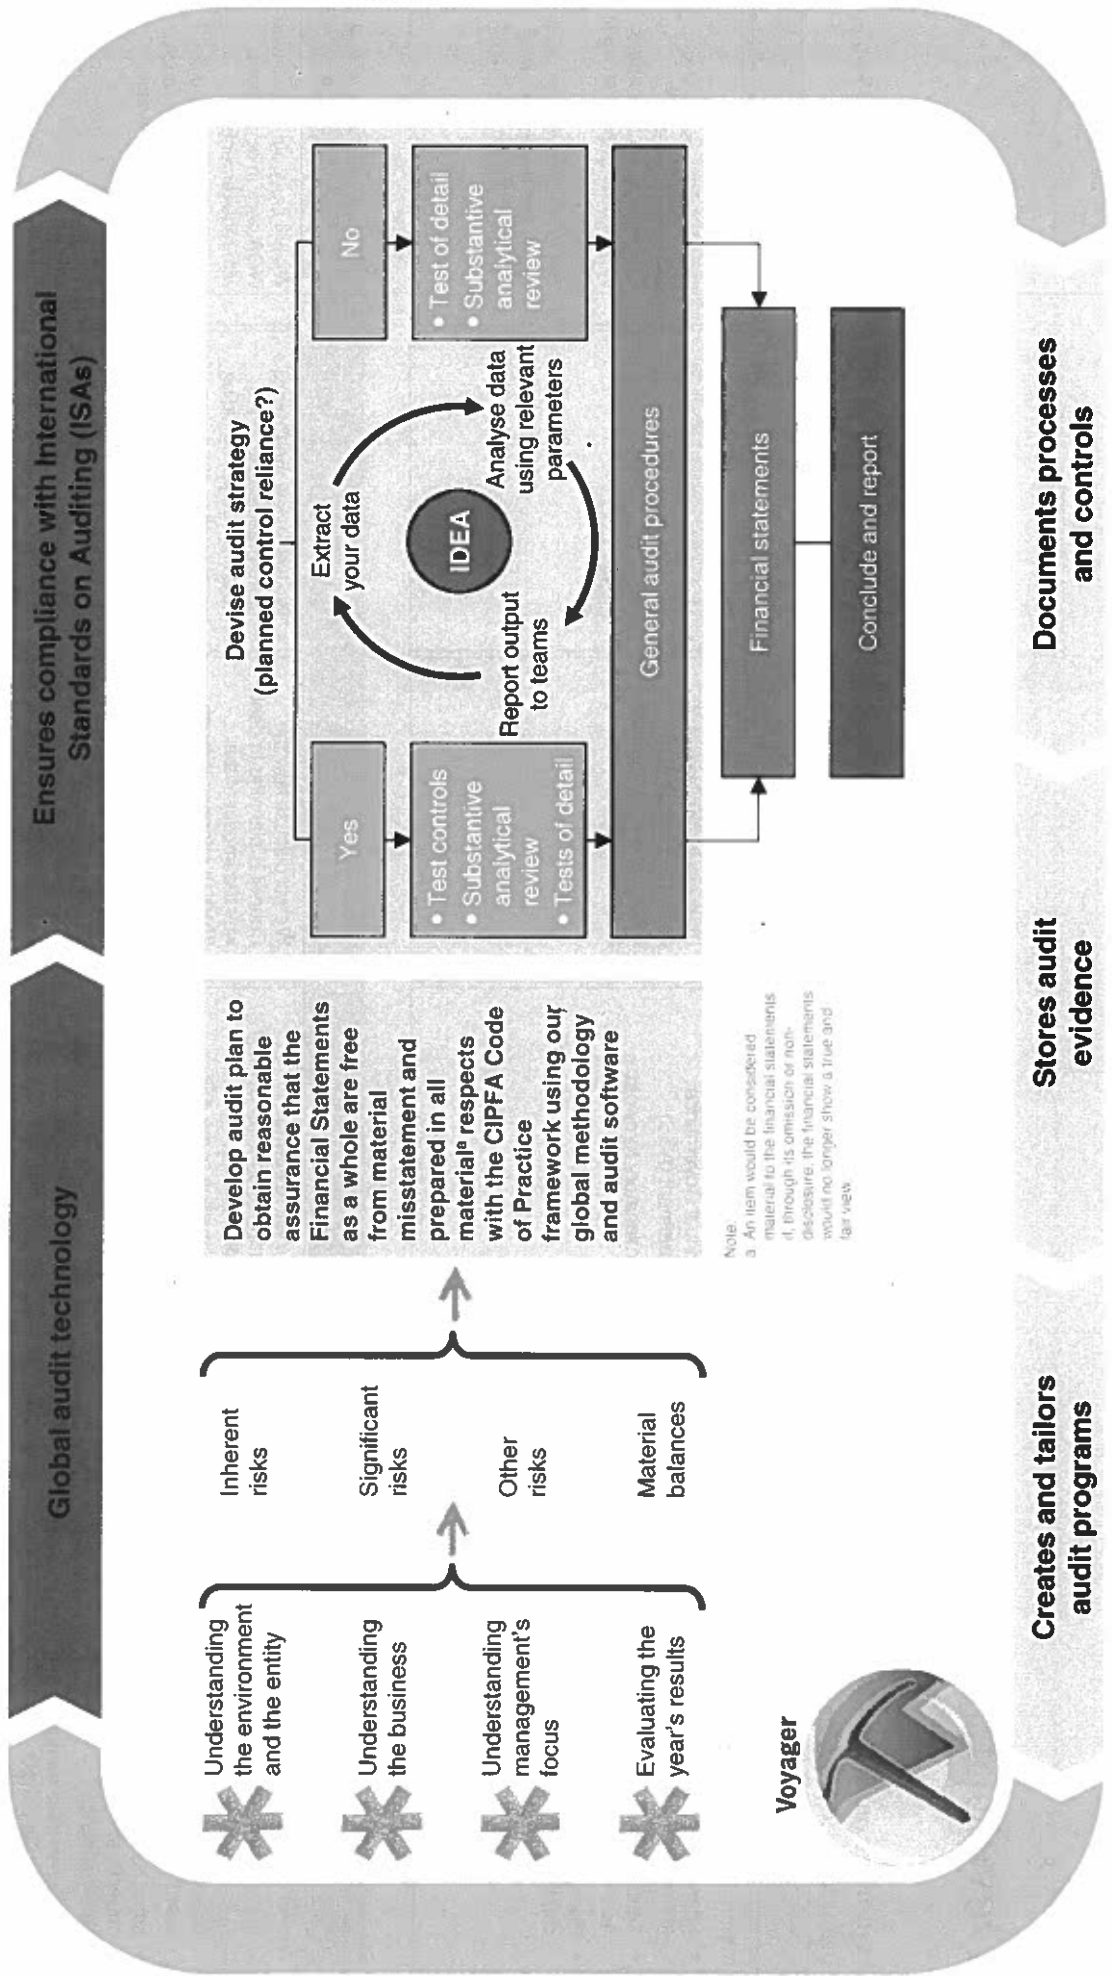 Global audit technology
Ensures compliance with International
Standards on Auditing (ISAs)
Understanding
the environment
and the entity
Understanding
the business
Understanding
management's
focus
Evaluating the
year's results
Inherent
risks
Significant
risks
Other
risks
Material
balances
Develop audit plan to
obtain reasonable
assurance that the
Financial Statements
as a whole are free
from material
misstatement and
prepared in all
materialª respects
with the CIPFA Code
of Practice
framework using our
global methodology
and audit software
Note:
a An item would be considered
material to the financial statements
if, through its omission or non-
disclosure, the financial statements
would no longer show a true and
fair view
Devise audit strategy
(planned control reliance?)
Yes
No
• Test controls
• Substantive
analytical
review
• Tests of detail
Extract
your data
IDEA
Analyse data
using relevant
parameters
Report output
to teams
• Test of detail
• Substantive
analytical
review
General audit procedures
Financial statements
Conclude and report
Voyager
Creates and tailors
audit programs
Stores audit
evidence
Documents processes
and controls